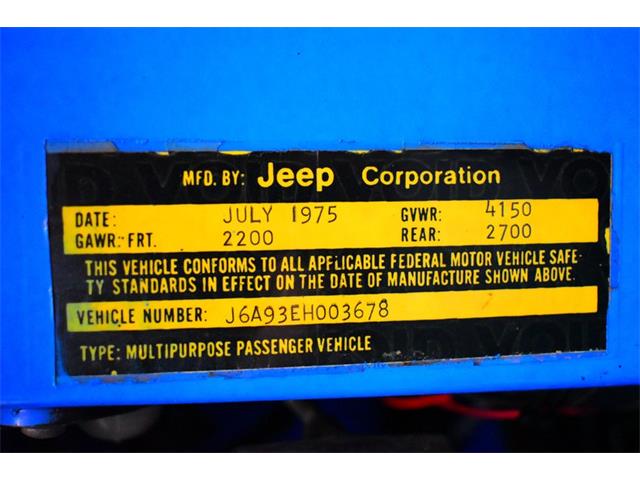 MFD. BY: Jeep Corporation
DATE: JULY 1975 GVWR: 4150
GAWR: FRT. 2200 REAR: 2700
THIS VEHICLE CONFORMS TO ALL APPLICABLE FEDERAL MOTOR VEHICLE SAFE-
TY STANDARDS IN EFFECT ON THE DATE OF MANUFACTURE SHOWN ABOVE.
VEHICLE NUMBER: J6A93EH003678
TYPE: MULTIPURPOSE PASSENGER VEHICLE